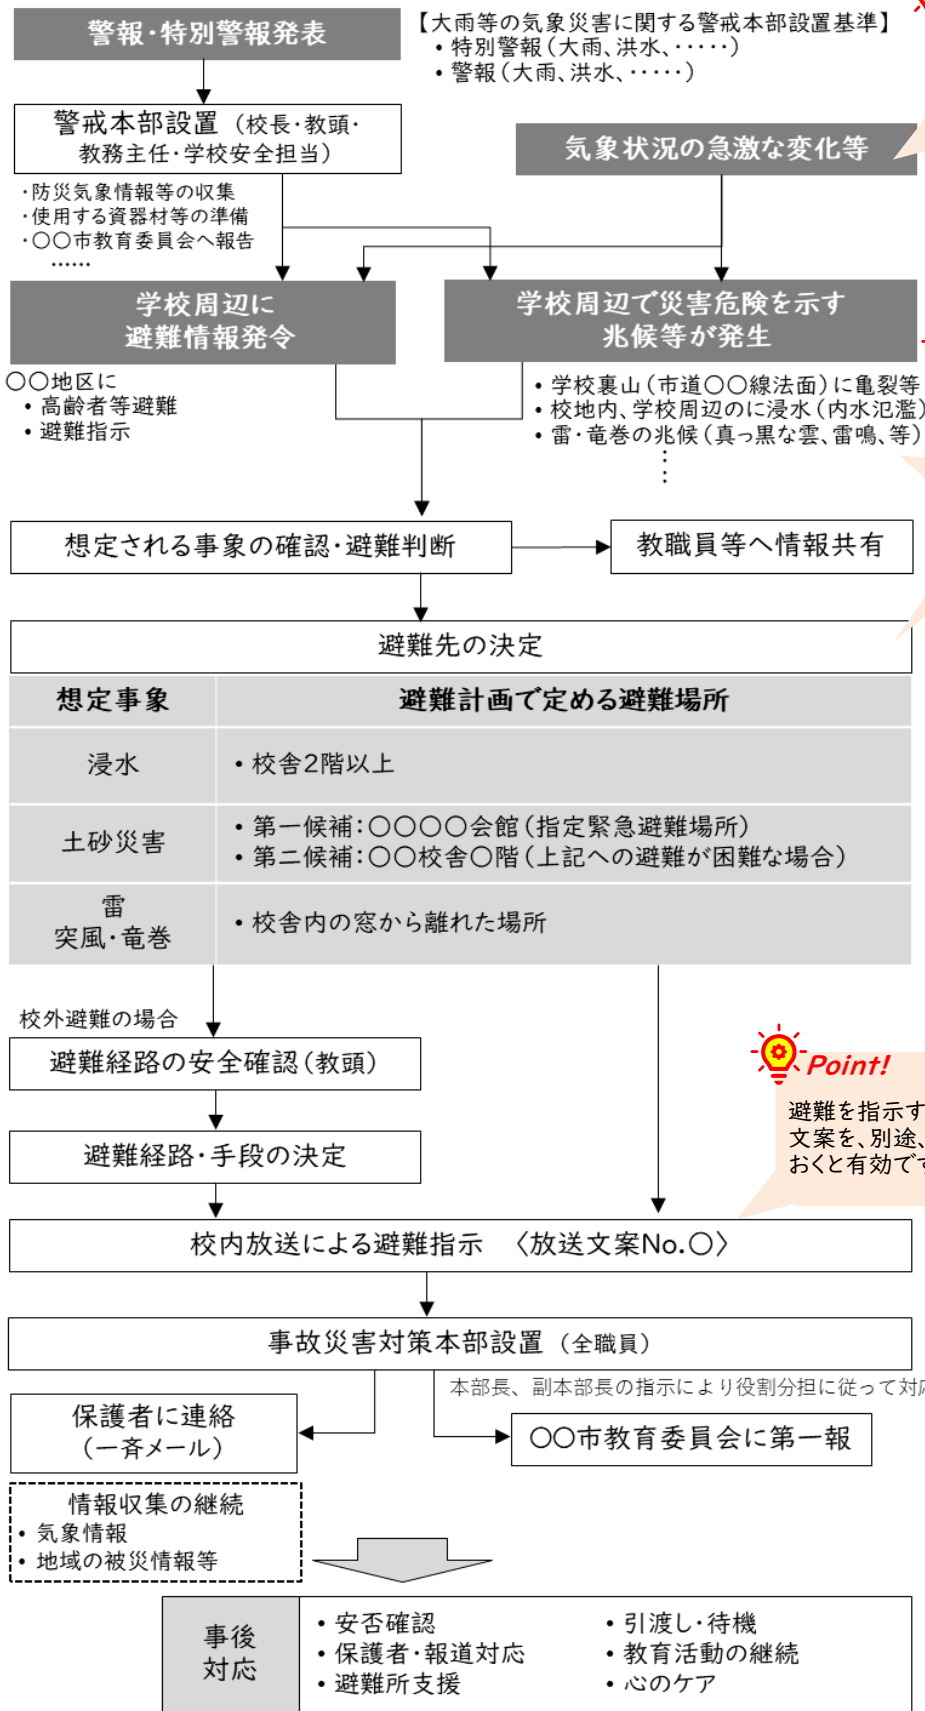 警報・特別警報発表
【大雨等の気象災害に関する警戒本部設置基準】
• 特別警報（大雨、洪水、・・・・・）
• 警報（大雨、洪水、・・・・・）
警戒本部設置 （校長・教頭・
教務主任・学校安全担当）
気象状況の急激な変化等
・防災気象情報等の収集
・使用する資器材等の準備
・〇〇市教育委員会へ報告
……
学校周辺に
避難情報発令
学校周辺で災害危険を示す
兆候等が発生
〇〇地区に
• 高齢者等避難
• 避難指示
• 学校裏山（市道〇〇線法面）に亀裂等
• 校地内、学校周辺のに浸水（内水氾濫）
• 雷・竜巻の兆候（真っ黒な雲、雷鳴、等）
⋮
想定される事象の確認・避難判断
教職員等へ情報共有
避難先の決定
想定事象 避難計画で定める避難場所
浸水 • 校舎2階以上
土砂災害
• 第一候補：〇〇〇〇会館（指定緊急避難場所）
• 第二候補：〇〇校舎〇階（上記への避難が困難な場合）
雷
突風・竜巻
• 校舎内の窓から離れた場所
校外避難の場合
避難経路の安全確認（教頭）
Point!
避難を指示す
文案を、別途、
おくと有効です
避難経路・手段の決定
校内放送による避難指示 〈放送文案No.〇〉
事故災害対策本部設置 （全職員）
本部長、副本部長の指示により役割分担に従って対応
保護者に連絡
（一斉メール）
〇〇市教育委員会に第一報
情報収集の継続
• 気象情報
• 地域の被災情報等
事後
対応
• 安否確認
• 保護者・報道対応
• 避難所支援
• 引渡し・待機
• 教育活動の継続
• 心のケア